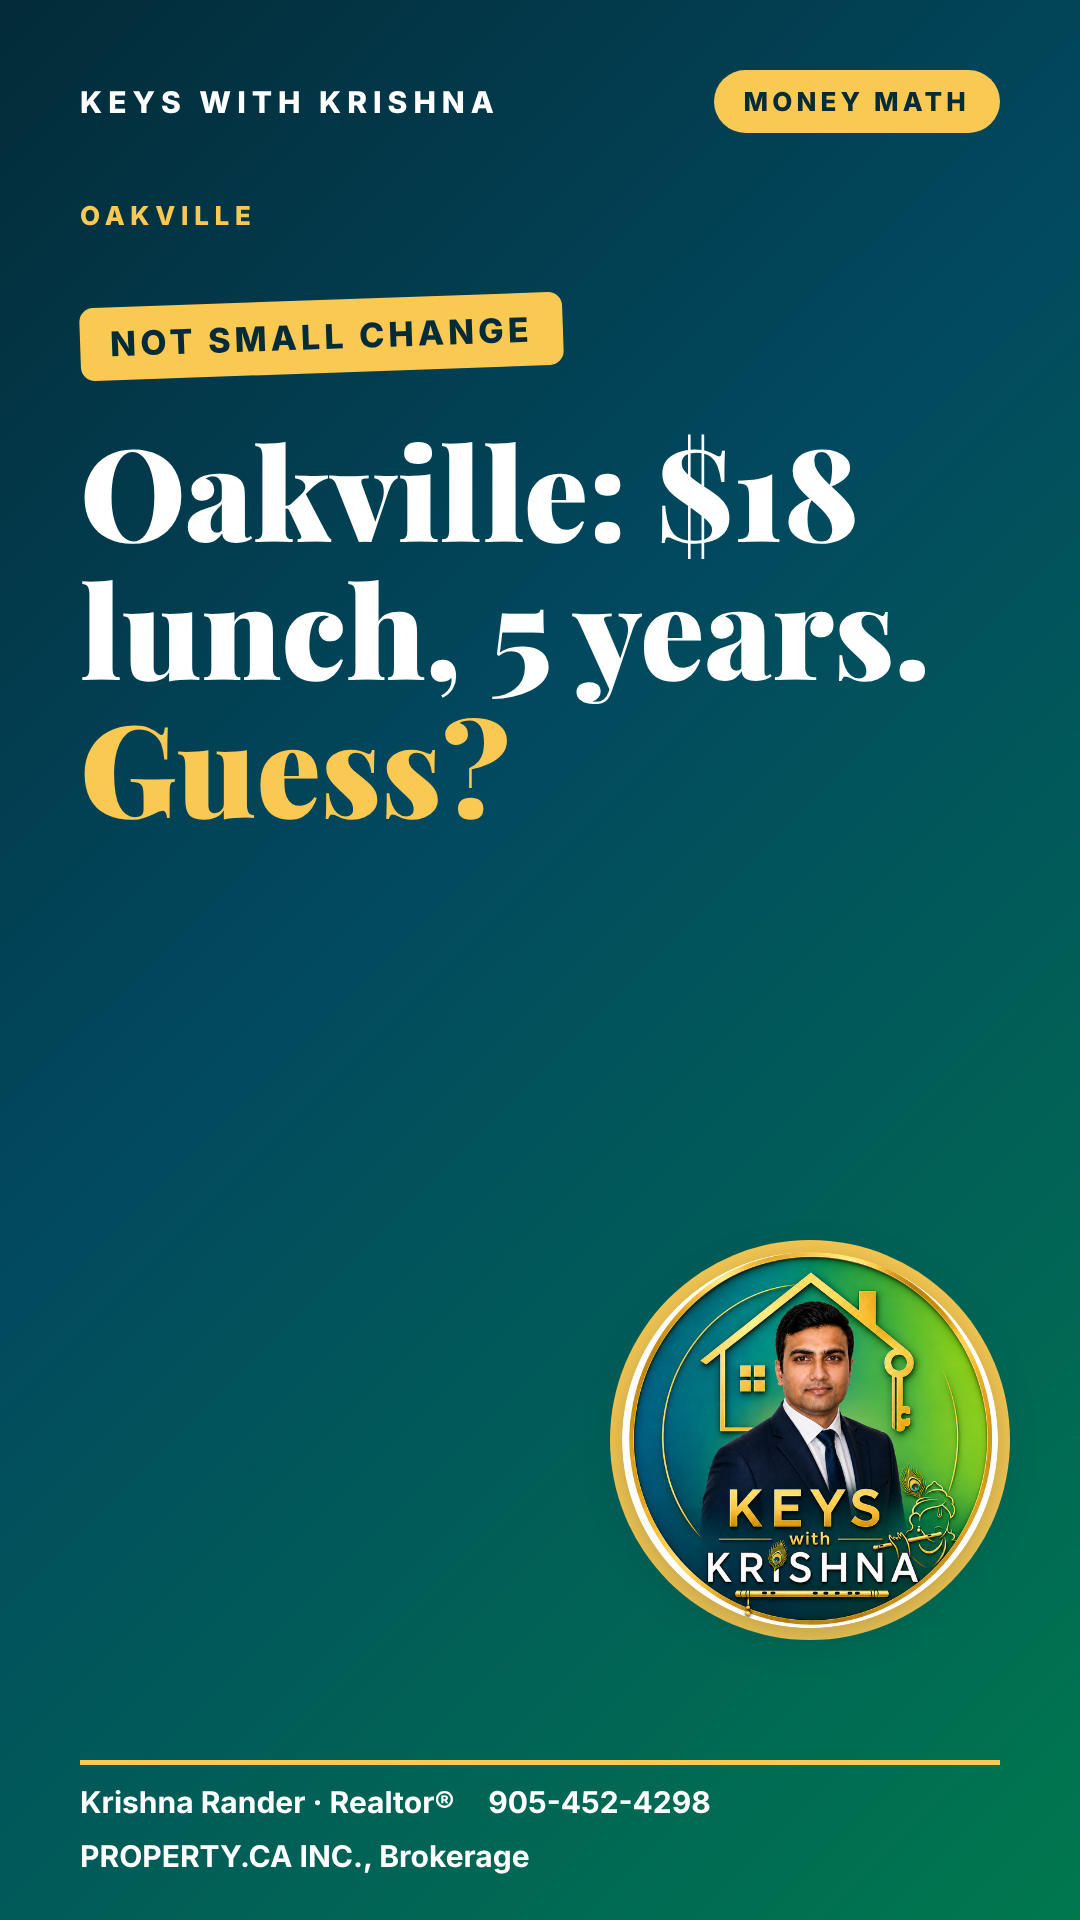 KEYS WITH KRISHNA
MONEY MATH
OAKVILLE
NOT SMALL CHANGE
Oakville: $18
lunch, 5 years.
Guess?
KEYS
with
KRISHNA
Krishna Rander · Realtor® 905-452-4298
PROPERTY.CA INC., Brokerage